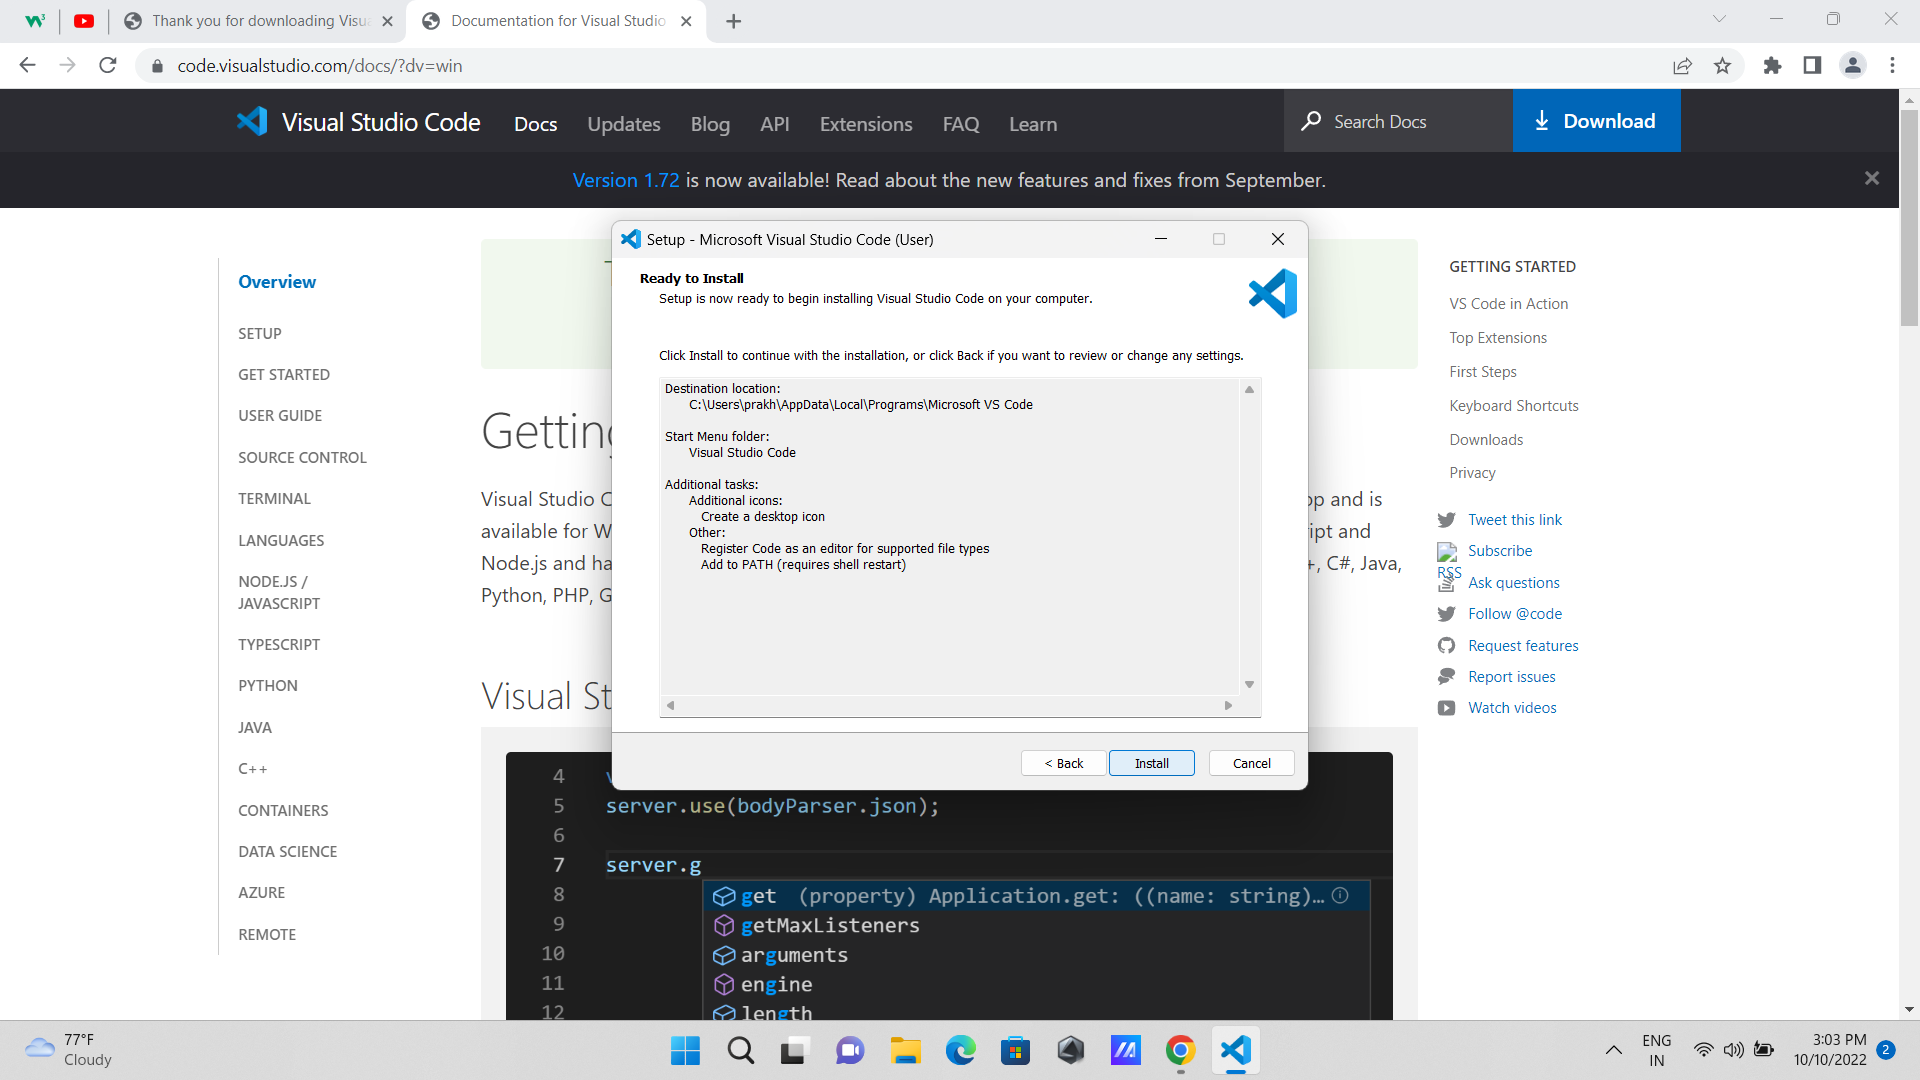 Thank you for downloading Visua
Documentation for Visual Studio
code.visualstudio.com/docs/?dv=win
Visual Studio Code
Docs
Updates
Blog
API
Extensions
FAQ
Learn
Search Docs
Download
Version 1.72 is now available! Read about the new features and fixes from September.
Overview
SETUP
GET STARTED
USER GUIDE
SOURCE CONTROL
TERMINAL
LANGUAGES
NODE.JS /
JAVASCRIPT
TYPESCRIPT
PYTHON
JAVA
C++
CONTAINERS
DATA SCIENCE
AZURE
REMOTE
Getting
Visual Studio C
op and is
available for W
ipt and
Node.js and ha
+, C#, Java,
Python, PHP, G
Visual St
Setup - Microsoft Visual Studio Code (User)
Ready to Install
Setup is now ready to begin installing Visual Studio Code on your computer.
Click Install to continue with the installation, or click Back if you want to review or change any settings.
Destination location:
C:\Users\prakh\AppData\Local\Programs\Microsoft VS Code
Start Menu folder:
Visual Studio Code
Additional tasks:
Additional icons:
Create a desktop icon
Other:
Register Code as an editor for supported file types
Add to PATH (requires shell restart)
< Back
Install
Cancel
4
5 server.use(bodyParser.json);
6
7 server.g
8 get (property) Application.get: ((name: string)…
9 getMaxListeners
10 arguments
11 engine
12 length
GETTING STARTED
VS Code in Action
Top Extensions
First Steps
Keyboard Shortcuts
Downloads
Privacy
Tweet this link
Subscribe
RSS
Ask questions
Follow @code
Request features
Report issues
Watch videos
77°F
Cloudy
ENG
IN
3:03 PM
10/10/2022
2